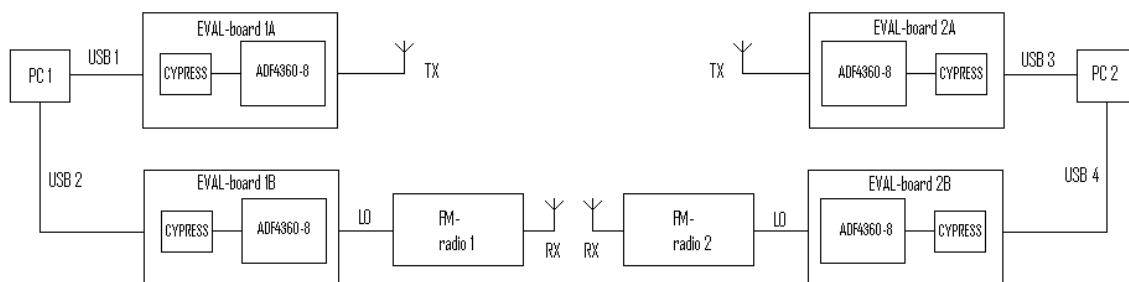 EVAL-board 1A
EVAL-board 2A
USB 1
USB 3
PC 1
CYPRESS
ADF4360-8
TX
TX
ADF4360-8
CYPRESS
PC 2
USB 2
USB 4
EVAL-board 1B
EVAL-board 2B
CYPRESS
ADF4360-8
LO
FM-
radio 1
RX
RX
FM-
radio 2
LO
ADF4360-8
CYPRESS